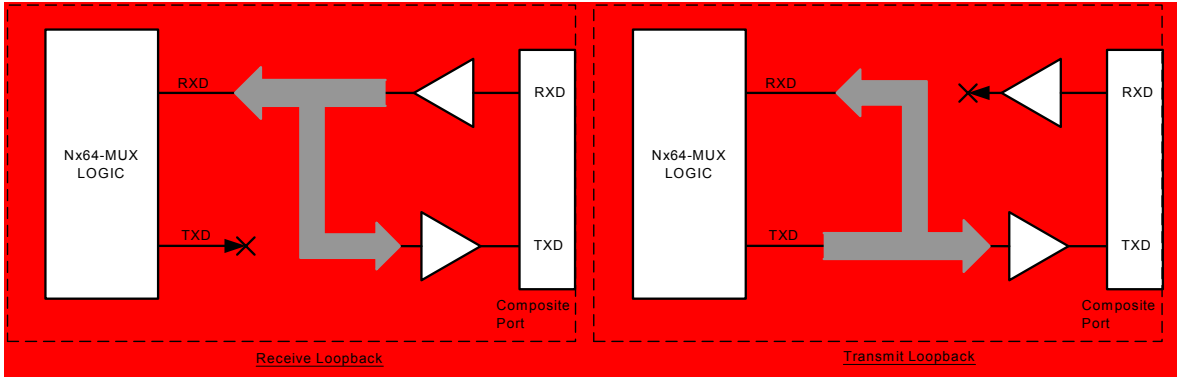 RXD
RXD
Nx64-MUX
LOGIC
TXD
TXD
Composite
Port
Receive Loopback
RXD
RXD
Nx64-MUX
LOGIC
TXD
TXD
Composite
Port
Transmit Loopback